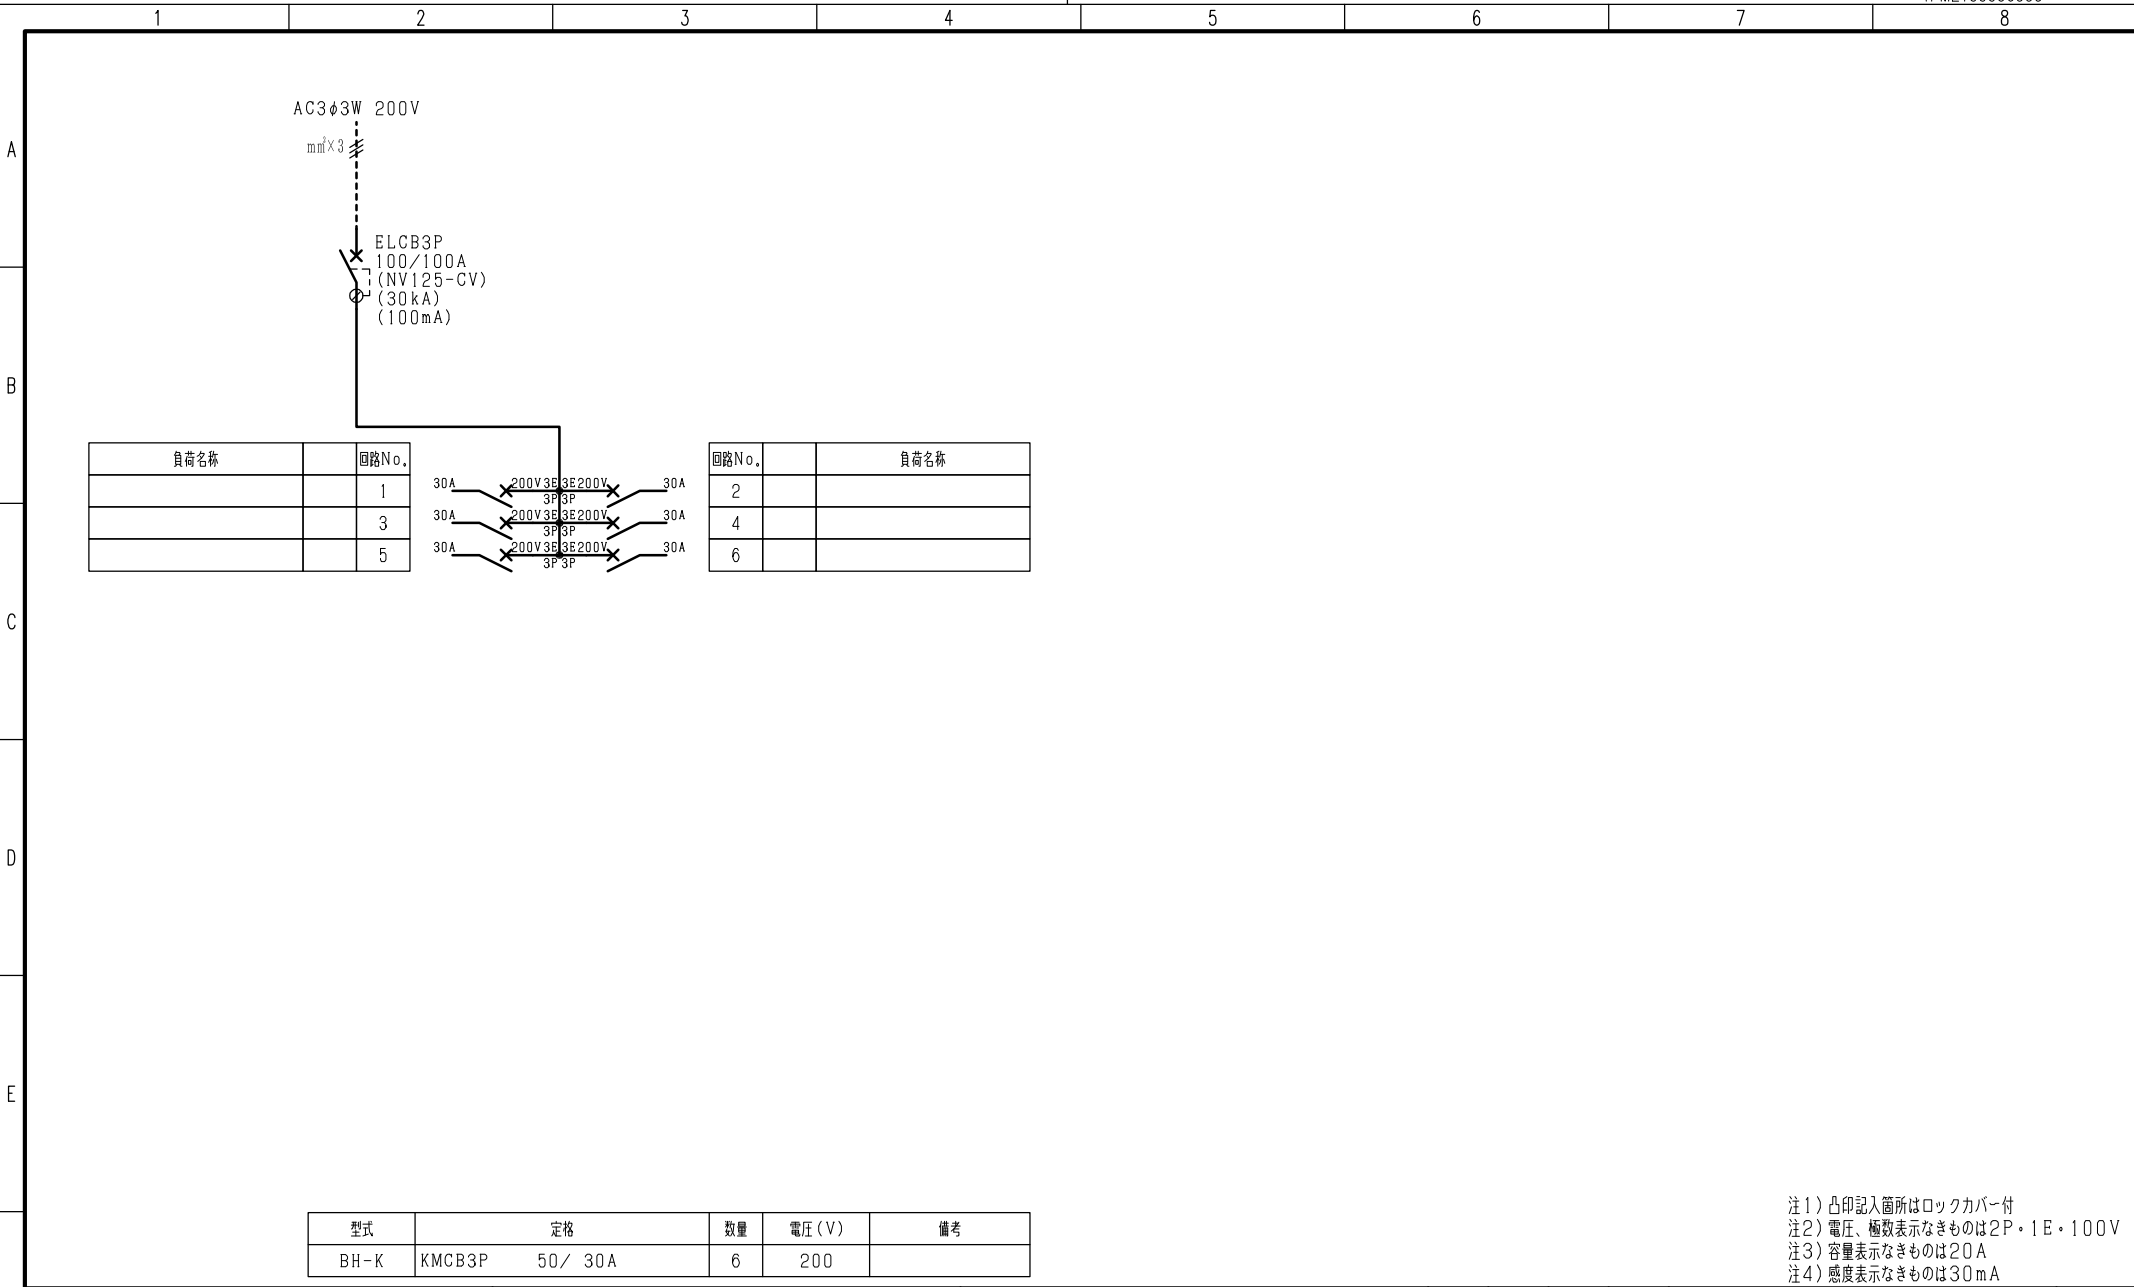 1 2 3 4 5 6 7 8
AC3φ3W 200V
A
mm²×3
ELCB3P
100/100A
(NV125-CV)
(30kA)
(100mA)
B
負荷名称 回路No. 回路No. 負荷名称
1 30A 200V 3E 3E 200V 30A 2
3P 3P
3 30A 200V 3E 3E 200V 30A 4
3P 3P
5 30A 200V 3E 3E 200V 30A 6
3P 3P
C
D
E
型式 定格 数量 電圧(V) 備考
BH-K KMCB3P 50/ 30A 6 200
注1)凸印記入箇所はロックカバー付
注2)電圧、極数表示なきものは2P・1E・100V
注3)容量表示なきものは20A
注4)感度表示なきものは30mA